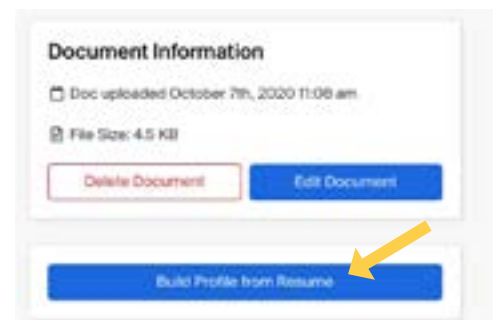 Document Information
Doc uploaded October 7th, 2020 11:08 am
File Size: 4.5 KB
Delete Document
Edit Document
Build Profile from Resume